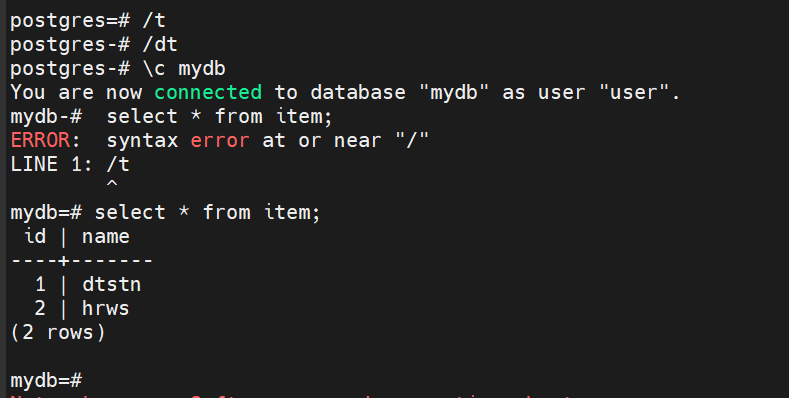 postgres=# /t
postgres-# /dt
postgres-# \c mydb
You are now connected to database "mydb" as user "user".
mydb-#  select * from item;
ERROR:  syntax error at or near "/"
LINE 1: /t
        ^
mydb=# select * from item;
 id | name
----+-------
  1 | dtstn
  2 | hrws
(2 rows)

mydb=#